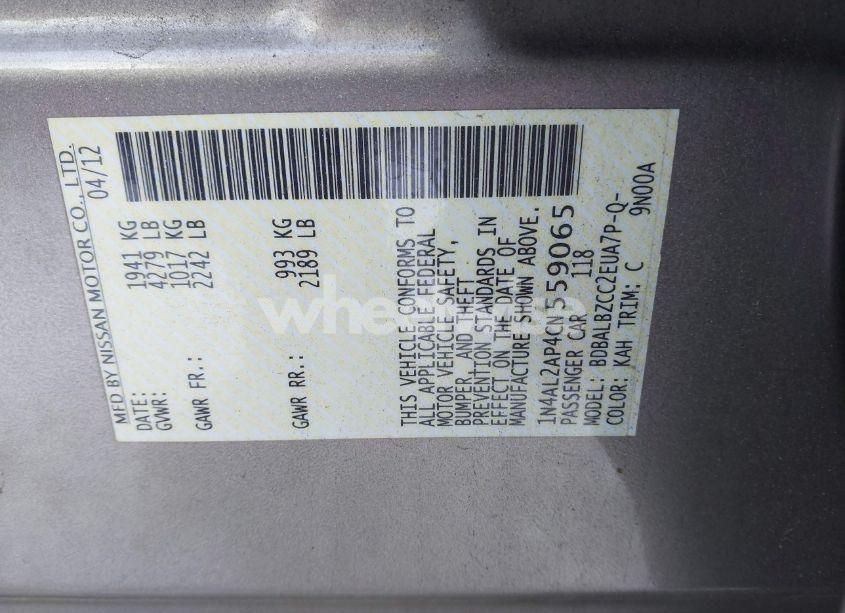 MFD BY NISSAN MOTOR CO., LTD.
DATE: 04/12
GVWR: 1941 KG
4279 LB
GAWR FR.: 1017 KG
2242 LB
GAWR RR.: 993 KG
2189 LB
THIS VEHICLE CONFORMS TO
ALL APPLICABLE FEDERAL
MOTOR VEHICLE SAFETY,
BUMPER, AND THEFT
PREVENTION STANDARDS IN
EFFECT ON THE DATE OF
MANUFACTURE SHOWN ABOVE.
1N4AL2AP4CN559065
PASSENGER CAR 118
MODEL: BDBALBZCC2EUA7P-Q-
COLOR: KAH TRIM: C 9N00A
wheelwise